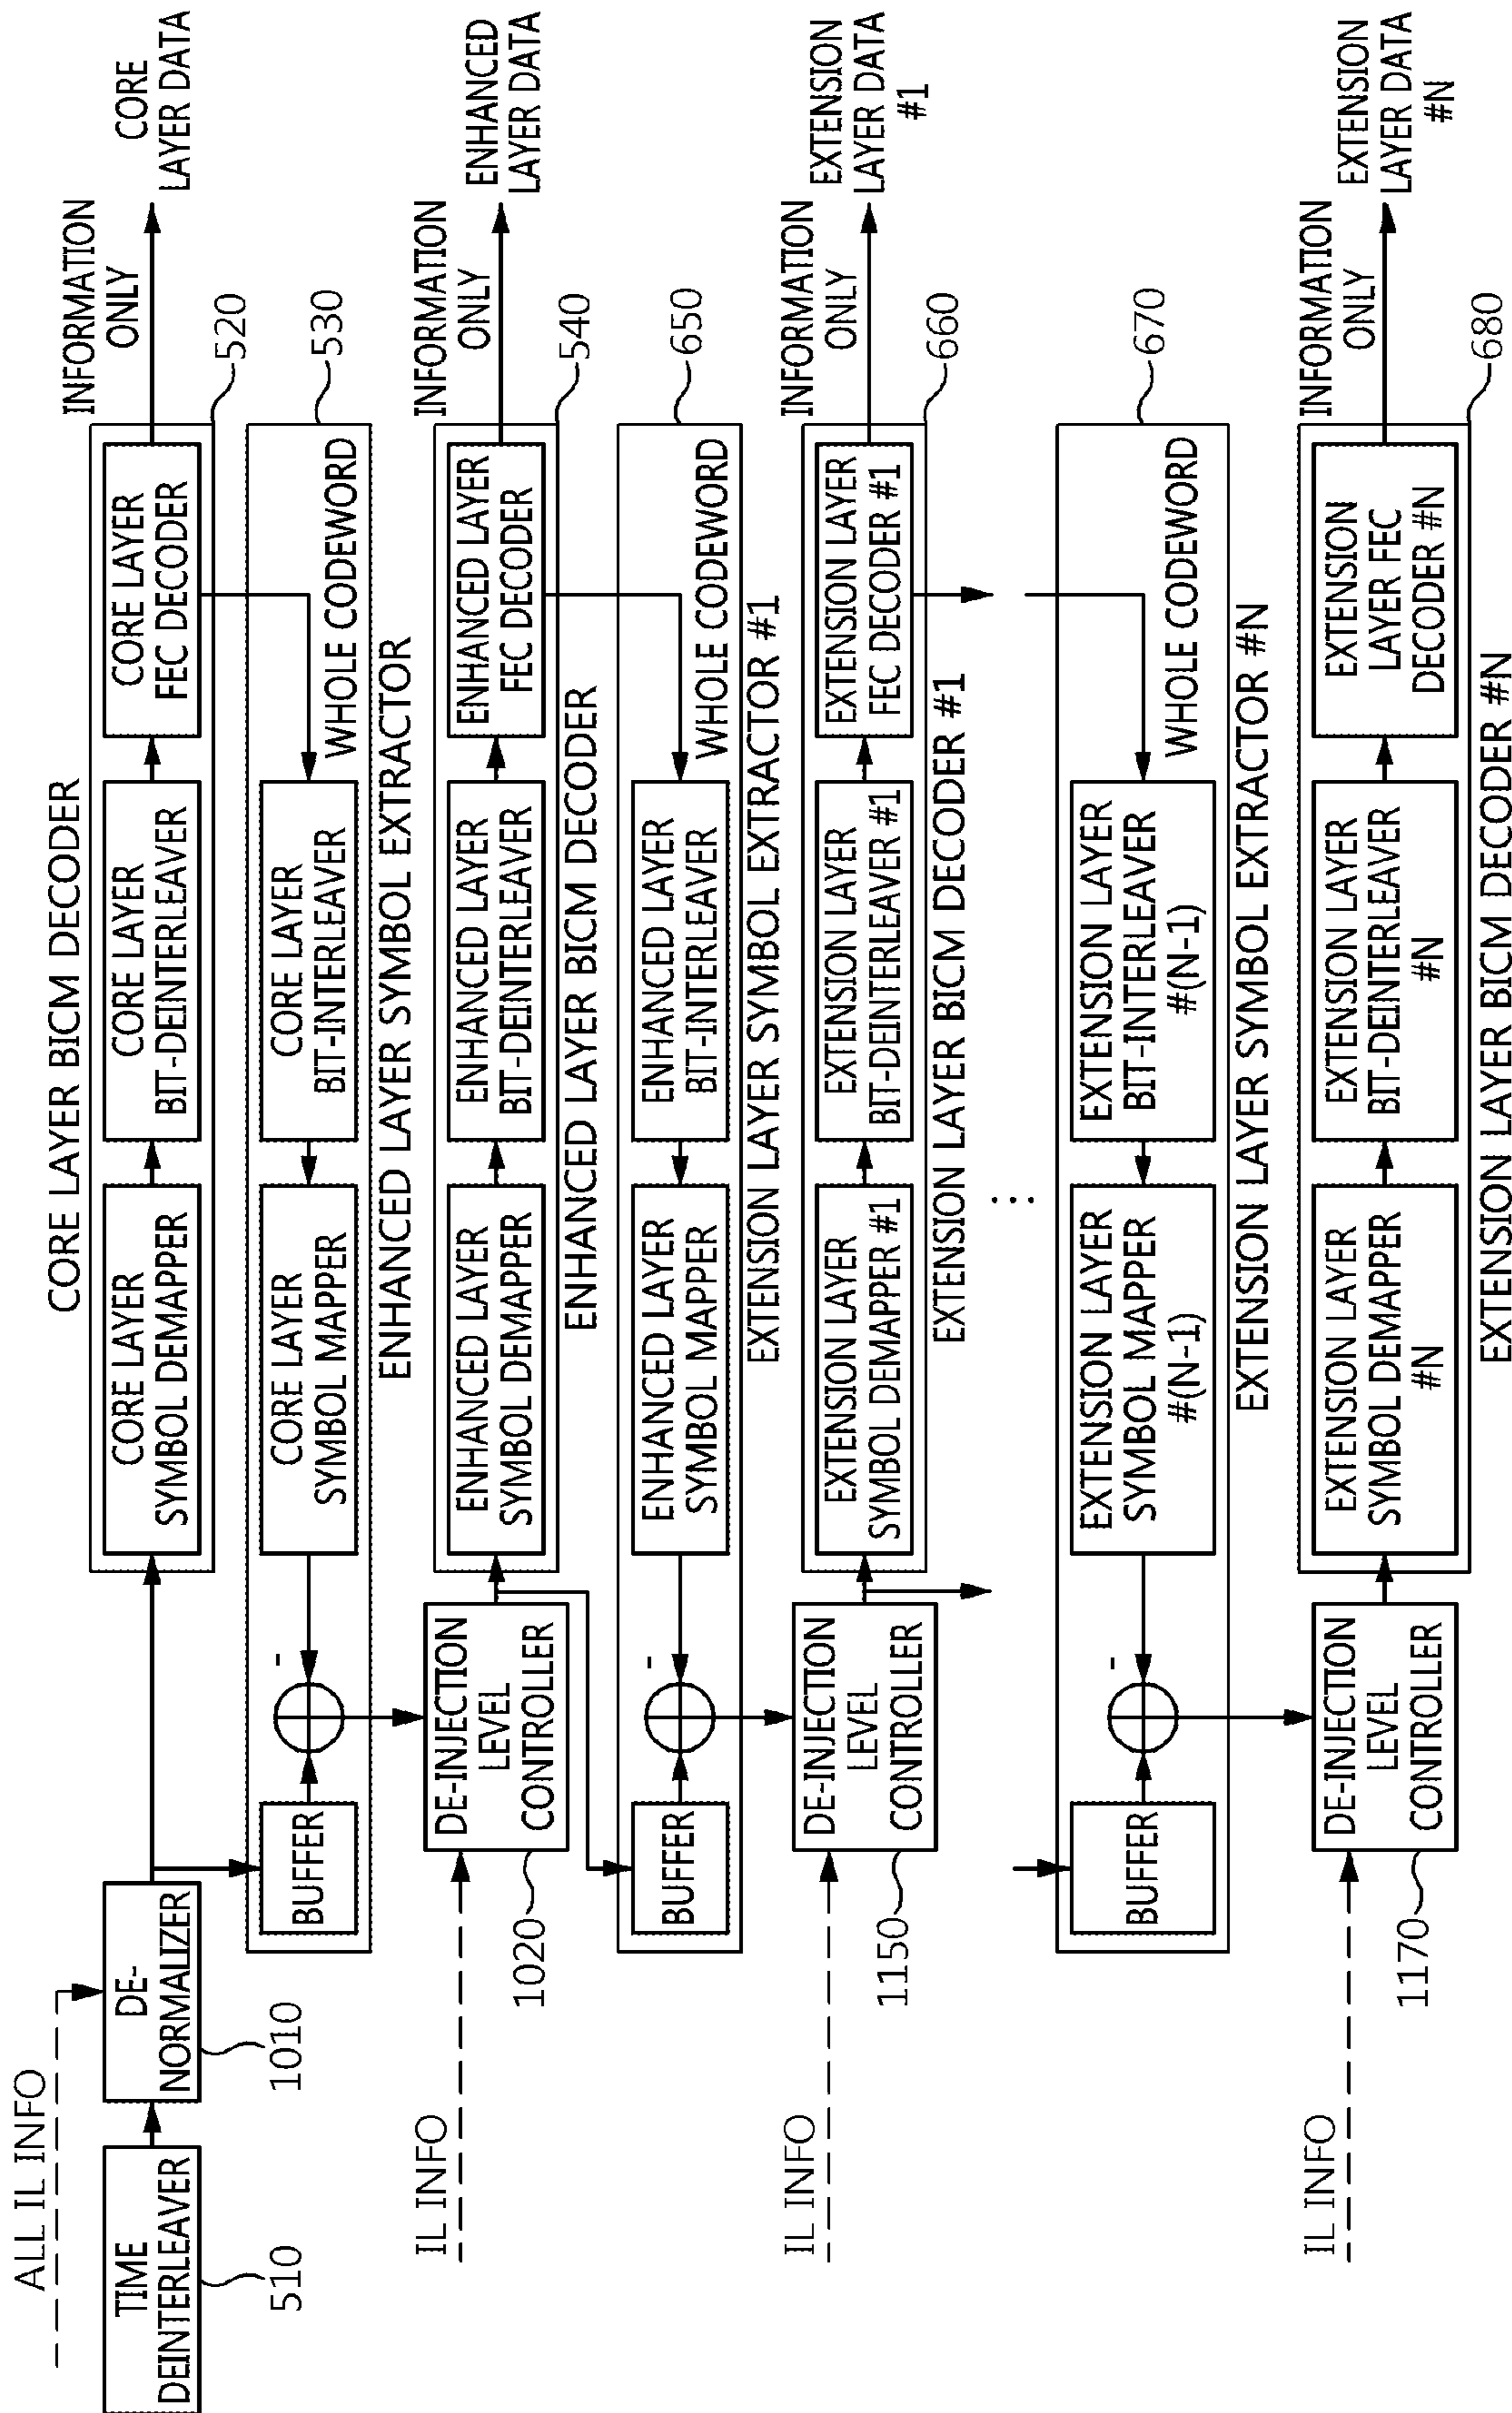 ALL IL INFO
TIME
DEINTERLEAVER
510
DE-
NORMALIZER
1010
CORE LAYER BICM DECODER
CORE LAYER
SYMBOL DEMAPPER
CORE LAYER
BIT-DEINTERLEAVER
CORE LAYER
FEC DECODER
INFORMATION
ONLY
CORE
LAYER DATA
520
BUFFER
-
CORE LAYER
SYMBOL MAPPER
CORE LAYER
BIT-INTERLEAVER
WHOLE CODEWORD
530
ENHANCED LAYER SYMBOL EXTRACTOR
IL INFO
DE-INJECTION
LEVEL
CONTROLLER
1020
ENHANCED LAYER
SYMBOL DEMAPPER
ENHANCED LAYER
BIT-DEINTERLEAVER
ENHANCED LAYER
FEC DECODER
INFORMATION
ONLY
ENHANCED
LAYER DATA
540
ENHANCED LAYER BICM DECODER
BUFFER
-
ENHANCED LAYER
SYMBOL MAPPER
ENHANCED LAYER
BIT-INTERLEAVER
WHOLE CODEWORD
650
EXTENSION LAYER SYMBOL EXTRACTOR #1
IL INFO
DE-INJECTION
LEVEL
CONTROLLER
1150
EXTENSION LAYER
SYMBOL DEMAPPER #1
EXTENSION LAYER
BIT-DEINTERLEAVER #1
EXTENSION LAYER
FEC DECODER #1
INFORMATION
ONLY
EXTENSION
LAYER DATA
#1
660
EXTENSION LAYER BICM DECODER #1
...
BUFFER
-
EXTENSION LAYER
SYMBOL MAPPER
#(N-1)
EXTENSION LAYER
BIT-INTERLEAVER
#(N-1)
WHOLE CODEWORD
670
EXTENSION LAYER SYMBOL EXTRACTOR #N
IL INFO
DE-INJECTION
LEVEL
CONTROLLER
1170
EXTENSION LAYER
SYMBOL DEMAPPER
#N
EXTENSION LAYER
BIT-DEINTERLEAVER
#N
EXTENSION
LAYER FEC
DECODER #N
INFORMATION
ONLY
EXTENSION
LAYER DATA
#N
680
EXTENSION LAYER BICM DECODER #N